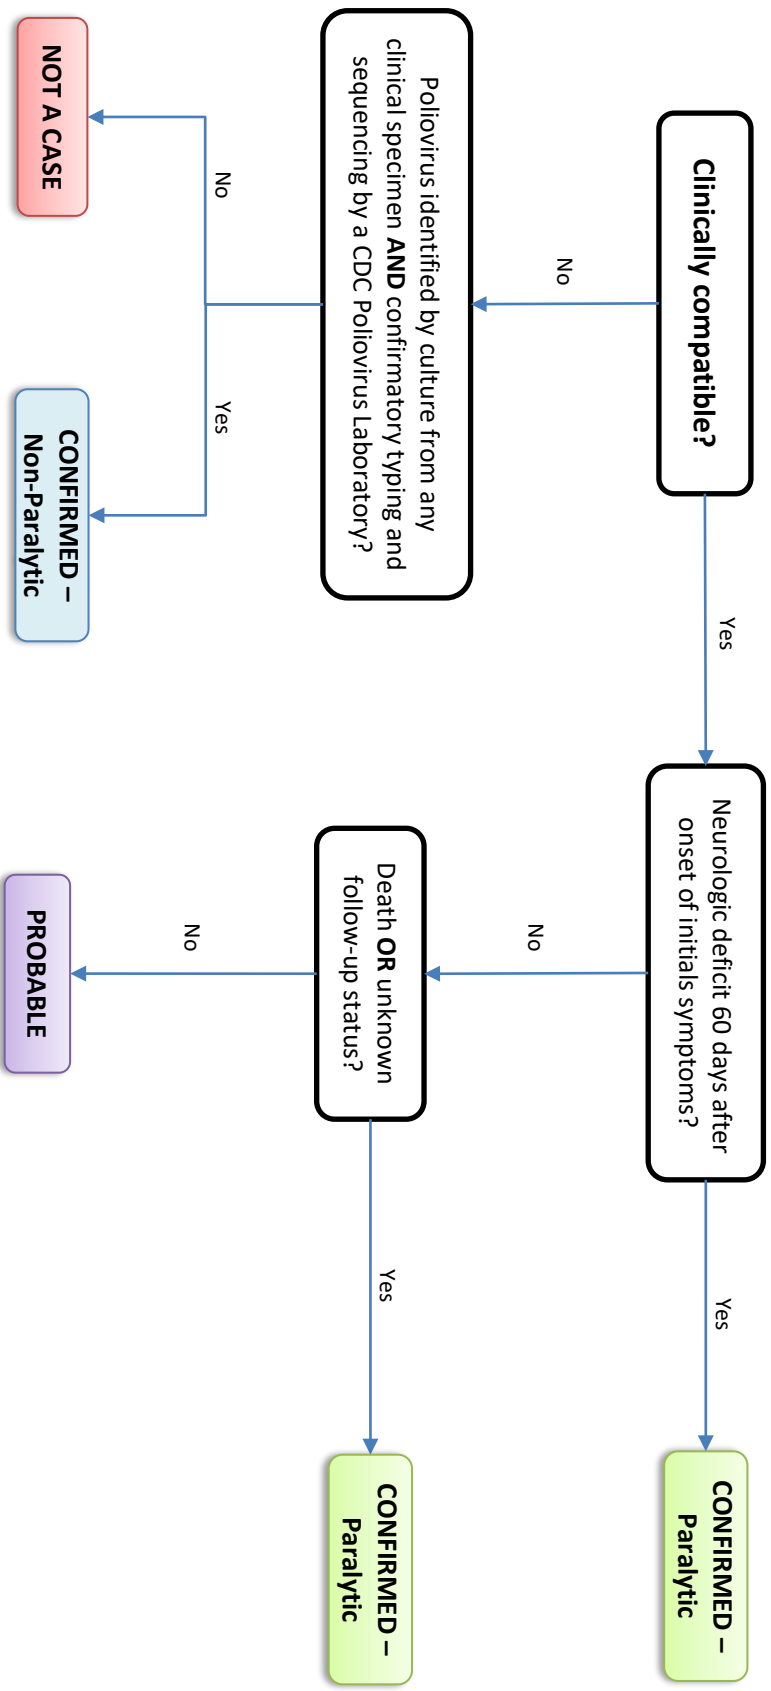 Clinically compatible?
Yes
Neurologic deficit 60 days after
onset of initials symptoms?
Yes
CONFIRMED –
Paralytic
No
No
Poliovirus identified by culture from any
clinical specimen AND confirmatory typing and
sequencing by a CDC Poliovirus Laboratory?
Death OR unknown
follow-up status?
Yes
CONFIRMED –
Paralytic
No
Yes
No
NOT A CASE
CONFIRMED –
Non-Paralytic
PROBABLE